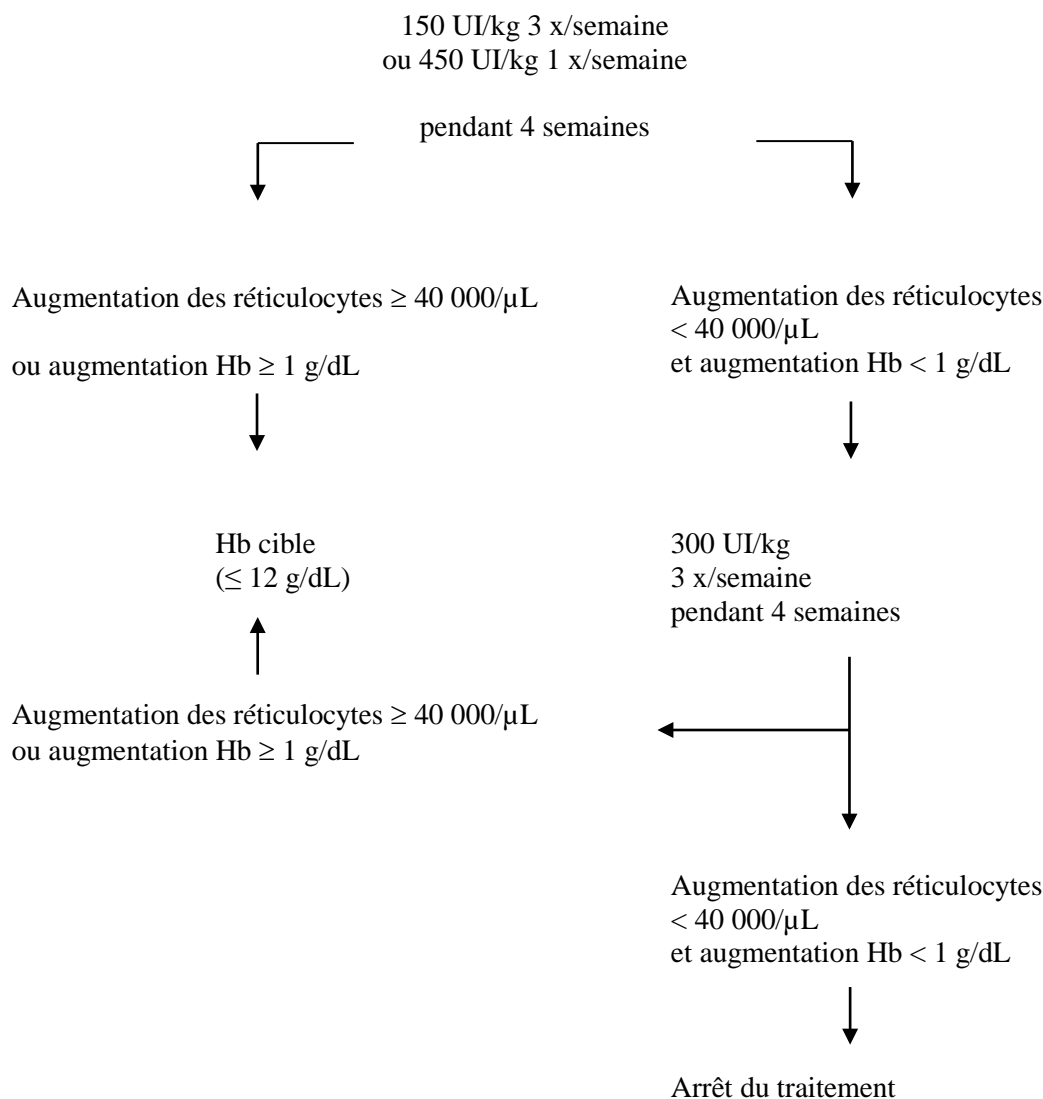 150 UI/kg 3 x/semaine
ou 450 UI/kg 1 x/semaine
pendant 4 semaines
Augmentation des réticulocytes ≥ 40 000/µL
ou augmentation Hb ≥ 1 g/dL
Augmentation des réticulocytes
< 40 000/µL
et augmentation Hb < 1 g/dL
Hb cible
(≤ 12 g/dL)
300 UI/kg
3 x/semaine
pendant 4 semaines
Augmentation des réticulocytes ≥ 40 000/µL
ou augmentation Hb ≥ 1 g/dL
Augmentation des réticulocytes
< 40 000/µL
et augmentation Hb < 1 g/dL
Arrêt du traitement